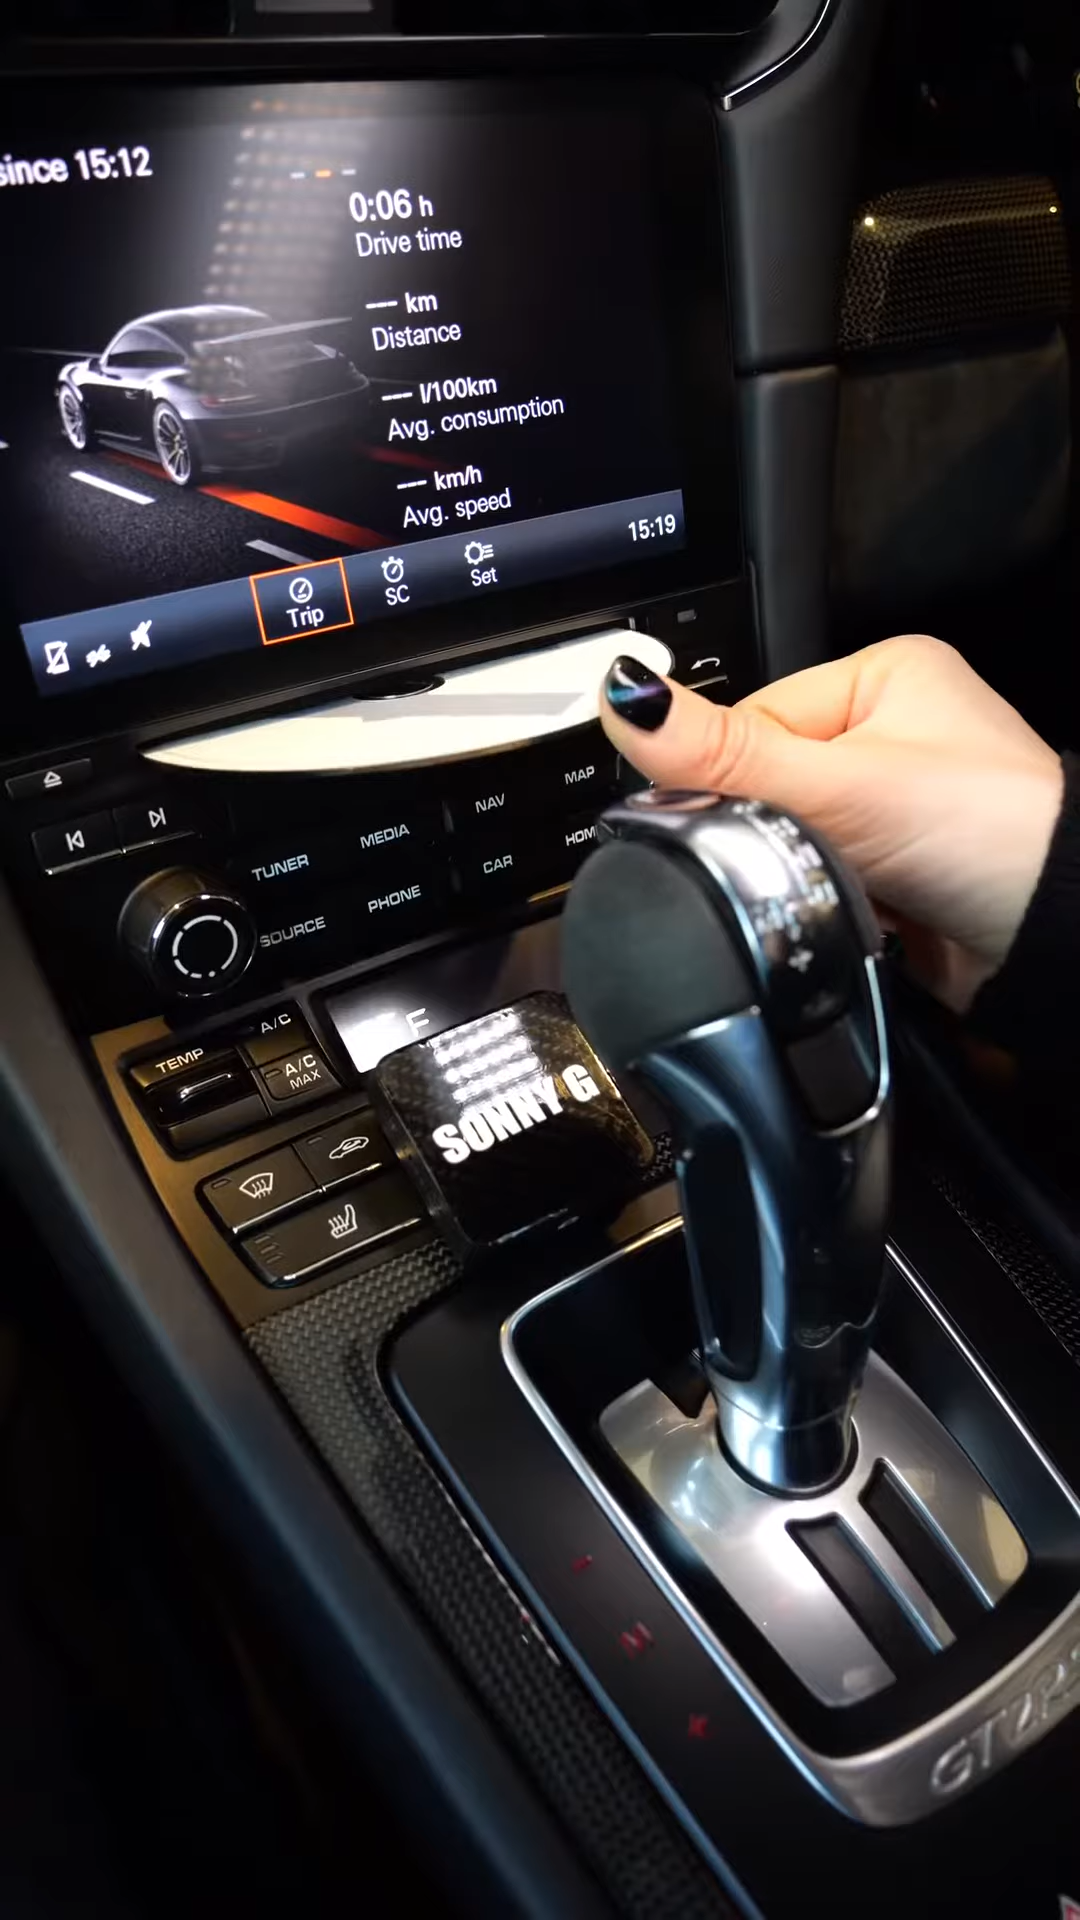 since 15:12
0:06 h
Drive time
--- km
Distance
--- l/100km
Avg. consumption
--- km/h
Avg. speed
15:19
Trip
SC
Set
MAP
NAV
MEDIA
TUNER
HOME
CAR
PHONE
SOURCE
A/C
TEMP
A/C
MAX
SONNY G
M